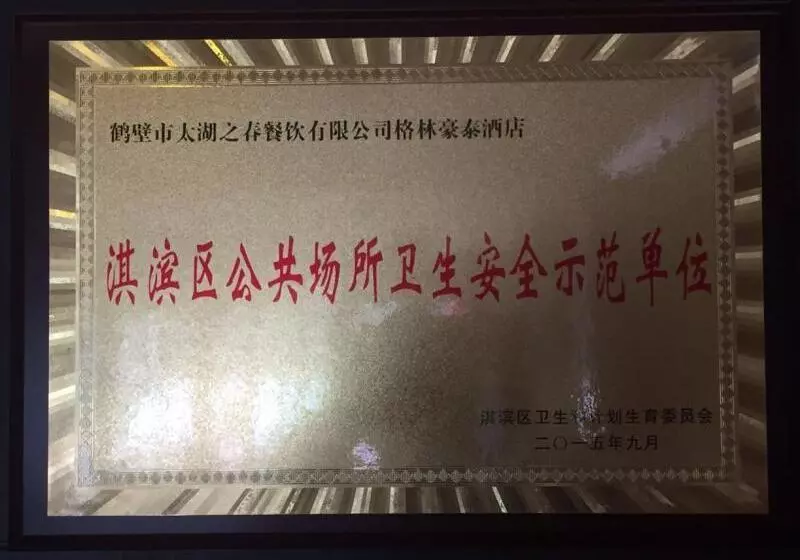 鹤壁市太湖之春餐饮有限公司格林豪泰酒店
淇滨区公共场所卫生安全示范单位
淇滨区卫生和计划生育委员会
二〇一五年九月